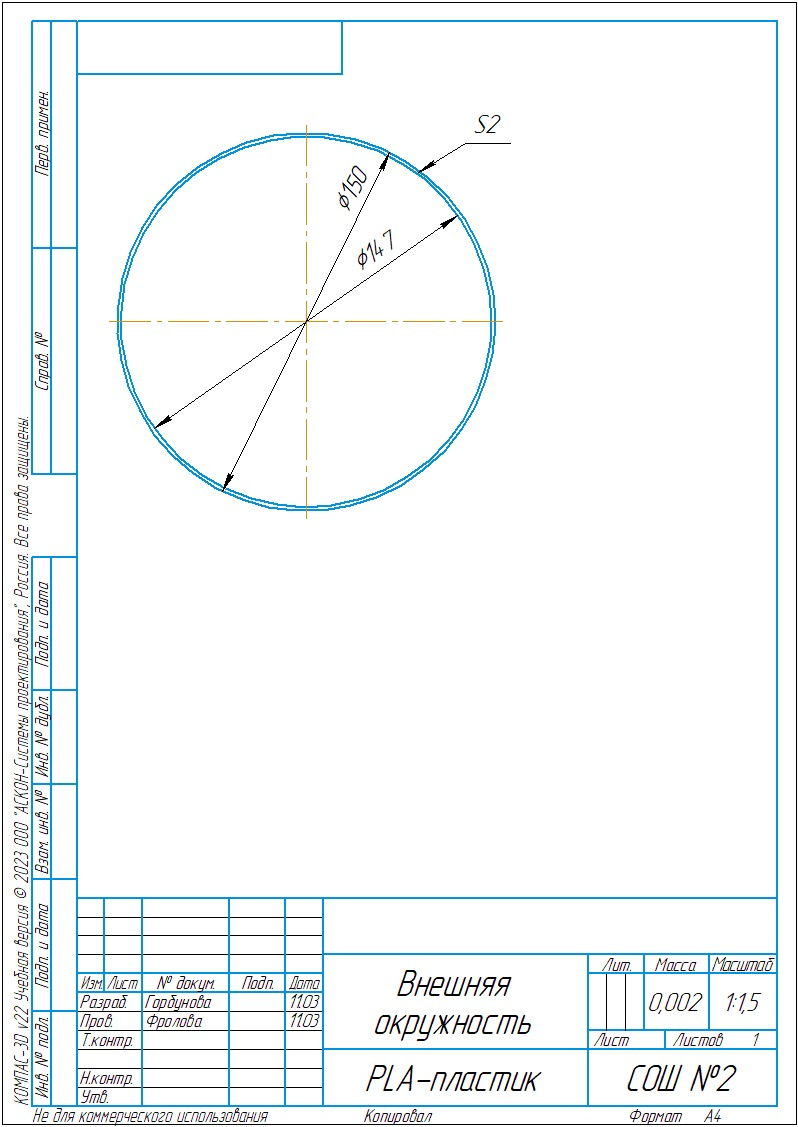 Перв. примен.
Справ. №
Подп. и дата
Инв. № дубл.
Взам. инв. №
Подп. и дата
Инв. № подл.
КОМПАС-3D v22 Учебная версия © 2023 ООО "АСКОН-Системы проектирования", Россия. Все права защищены.
S2
ϕ150
ϕ147
Изм. Лист № докум. Подп. Дата
Разраб. Горбунова 11.03
Пров. Фролова 11.03
Т.контр.
Н.контр.
Утв.
Внешняя
окружность
PLA-пластик
Лит. Масса Масштаб
0,002 1:1,5
Лист Листов 1
СОШ №2
Не для коммерческого использования Копировал Формат А4